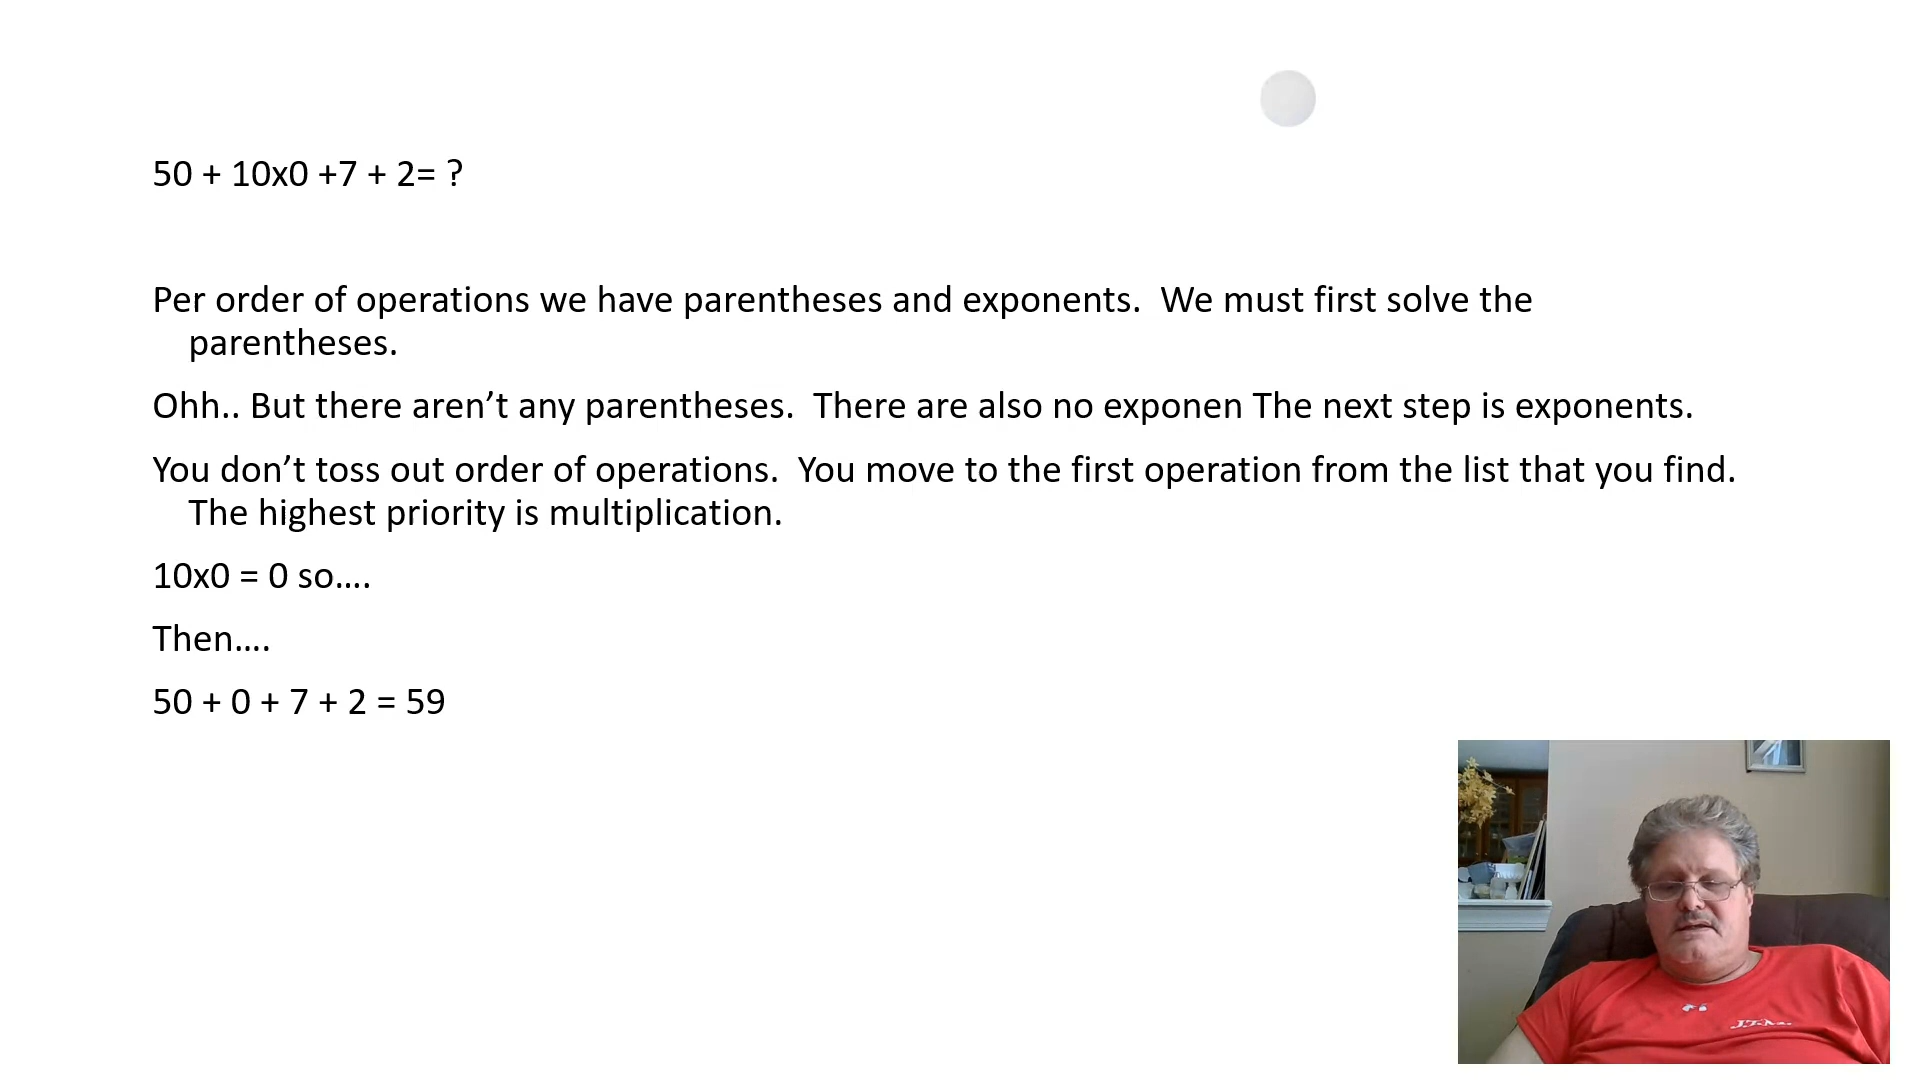 50 + 10x0 +7 + 2= ?
Per order of operations we have parentheses and exponents.  We must first solve the
parentheses.
Ohh.. But there aren’t any parentheses.  There are also no exponen The next step is exponents.
You don’t toss out order of operations.  You move to the first operation from the list that you find.
The highest priority is multiplication.
10x0 = 0 so….
Then….
50 + 0 + 7 + 2 = 59